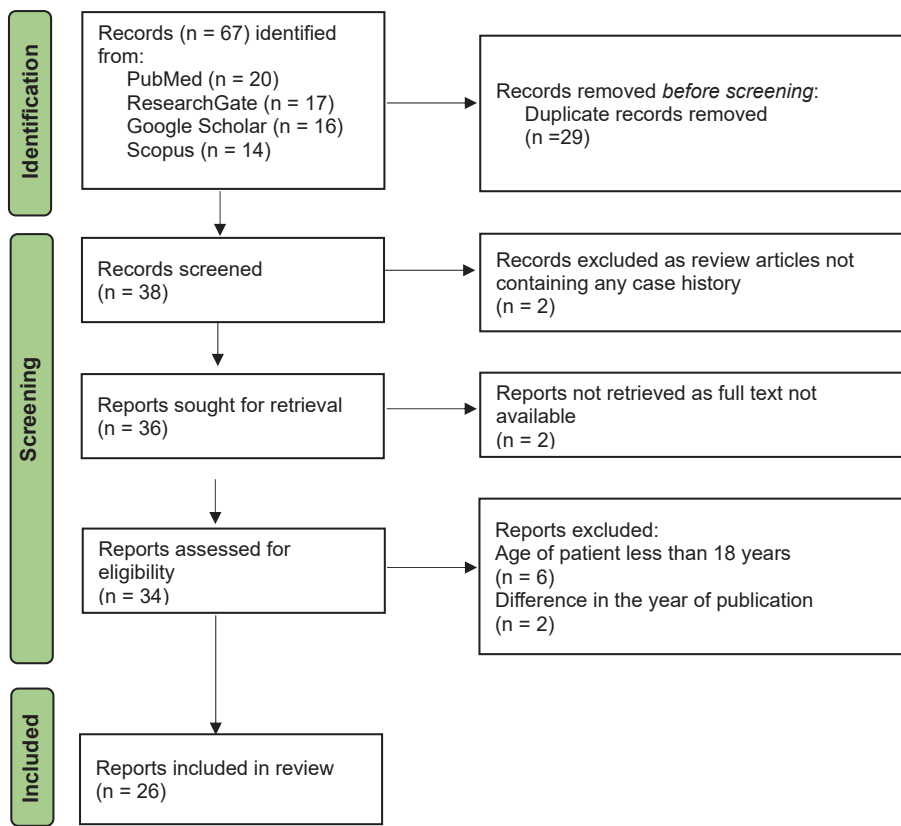 Identification
Records (n = 67) identified
from:
PubMed (n = 20)
ResearchGate (n = 17)
Google Scholar (n = 16)
Scopus (n = 14)
Records removed before screening:
Duplicate records removed
(n =29)
Screening
Records screened
(n = 38)
Records excluded as review articles not
containing any case history
(n = 2)
Reports sought for retrieval
(n = 36)
Reports not retrieved as full text not
available
(n = 2)
Reports assessed for
eligibility
(n = 34)
Reports excluded:
Age of patient less than 18 years
(n = 6)
Difference in the year of publication
(n = 2)
Included
Reports included in review
(n = 26)